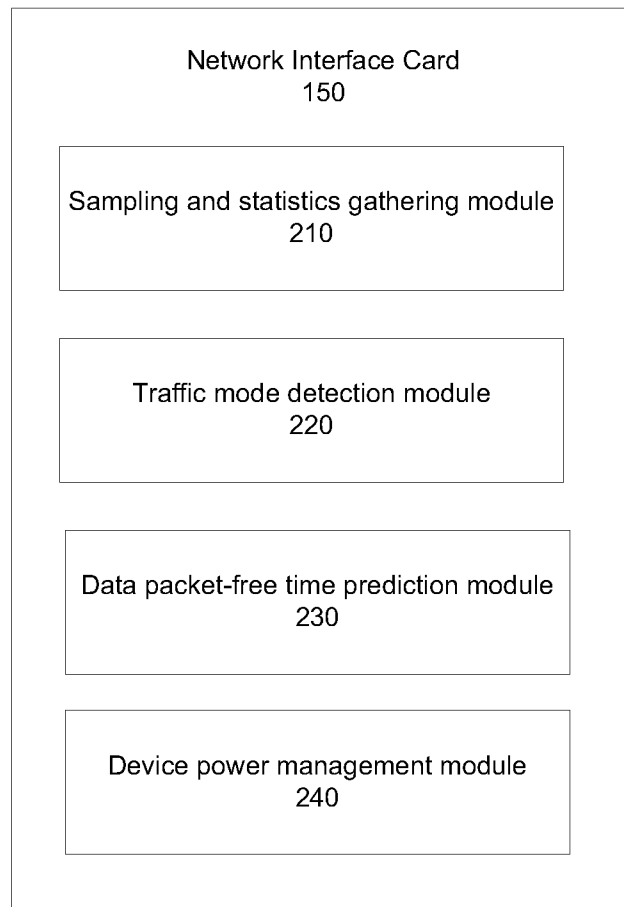 Network Interface Card
150
Sampling and statistics gathering module
210
Traffic mode detection module
220
Data packet-free time prediction module
230
Device power management module
240